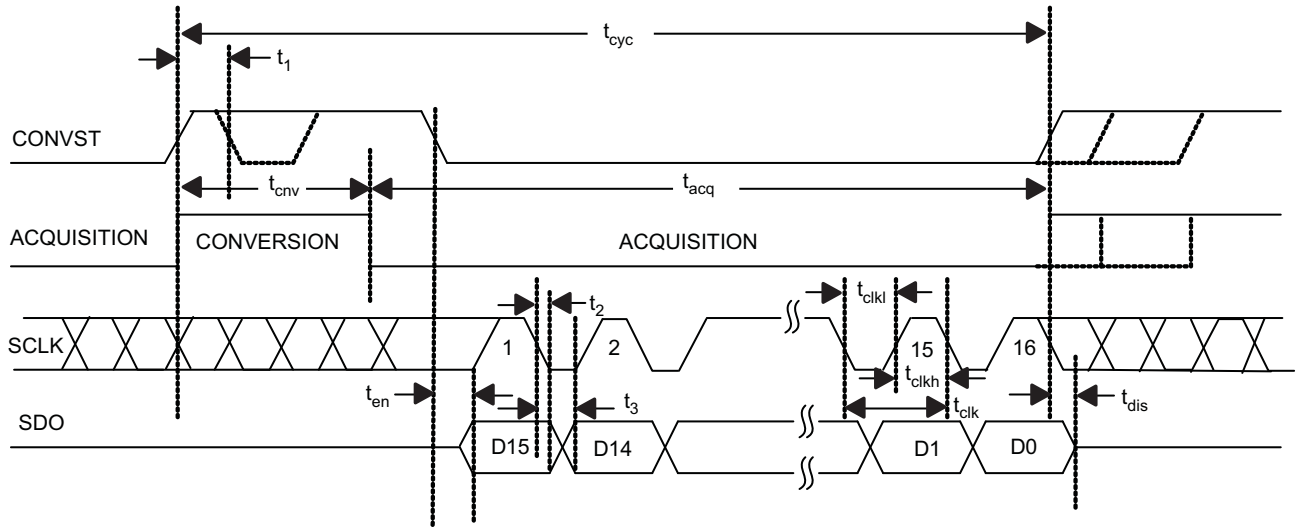 t_cyc
t_1
CONVST
t_cnv
t_acq
ACQUISITION CONVERSION ACQUISITION
t_2
t_clkl
SCLK 1 2 15 16
t_clkh
t_en
t_3
t_clk
t_dis
SDO
D15 D14 D1 D0